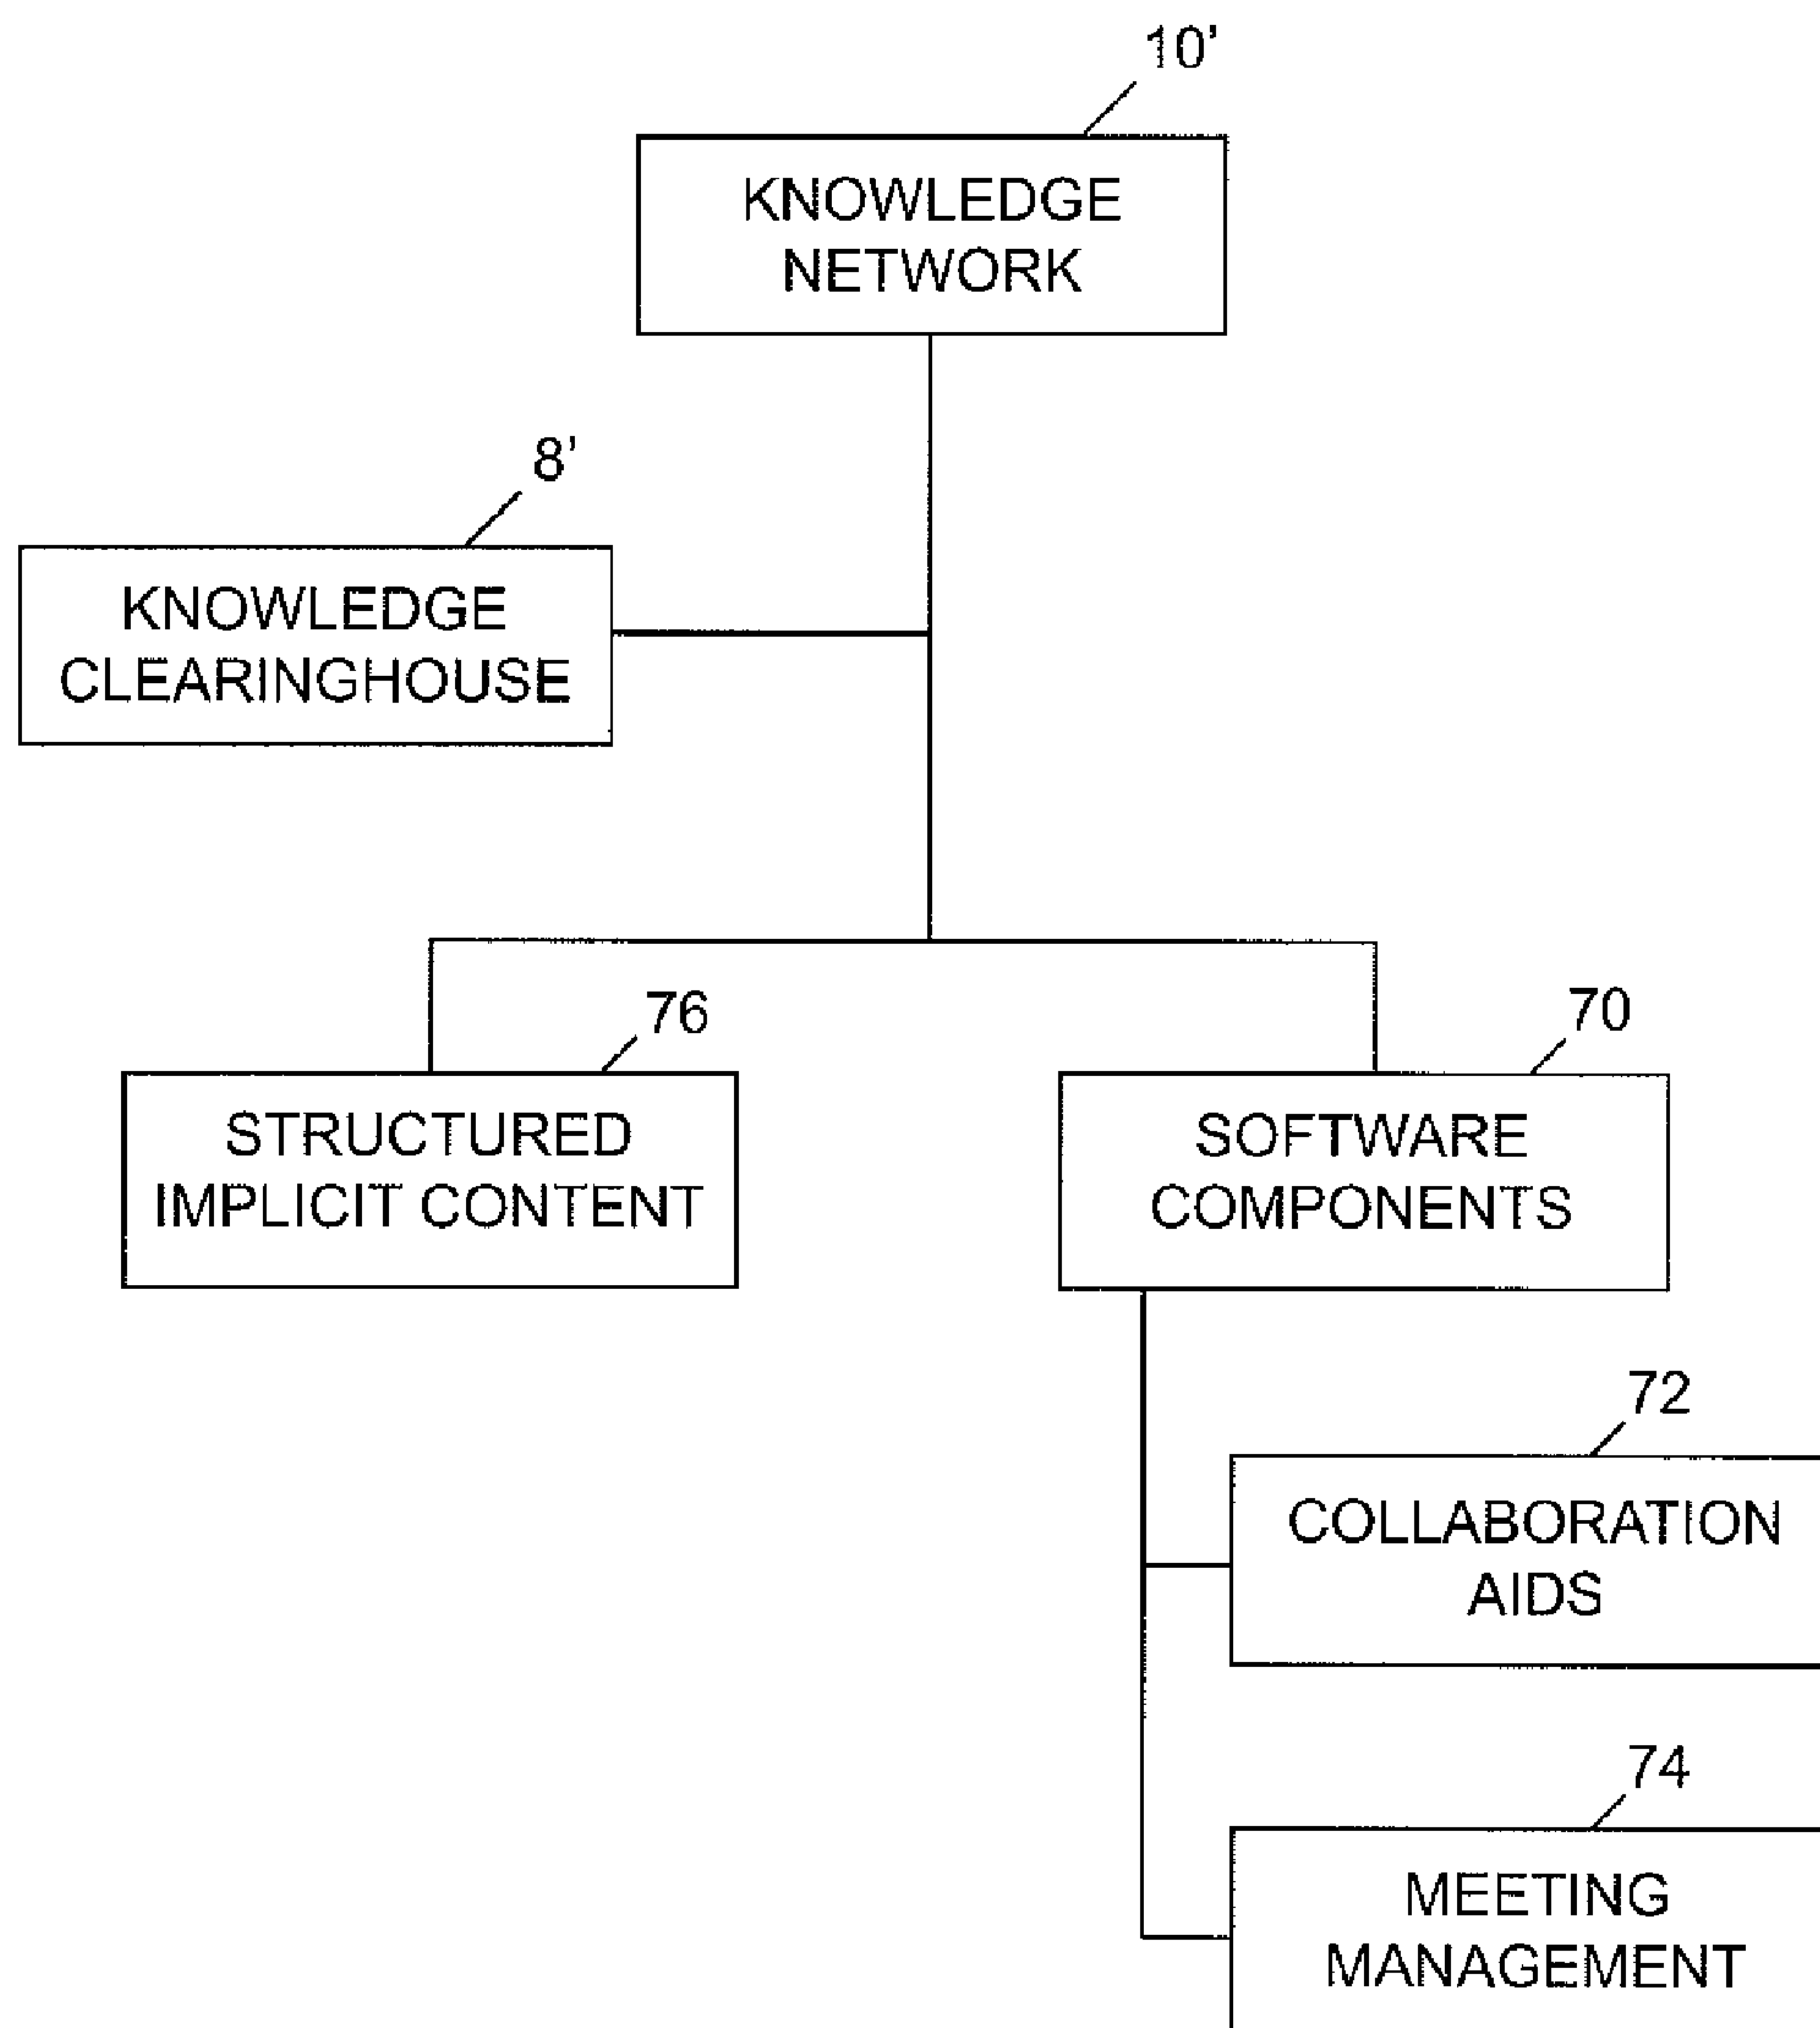 10'
KNOWLEDGE
NETWORK
8'
KNOWLEDGE
CLEARINGHOUSE
76
STRUCTURED
IMPLICIT CONTENT
70
SOFTWARE
COMPONENTS
72
COLLABORATION
AIDS
74
MEETING
MANAGEMENT